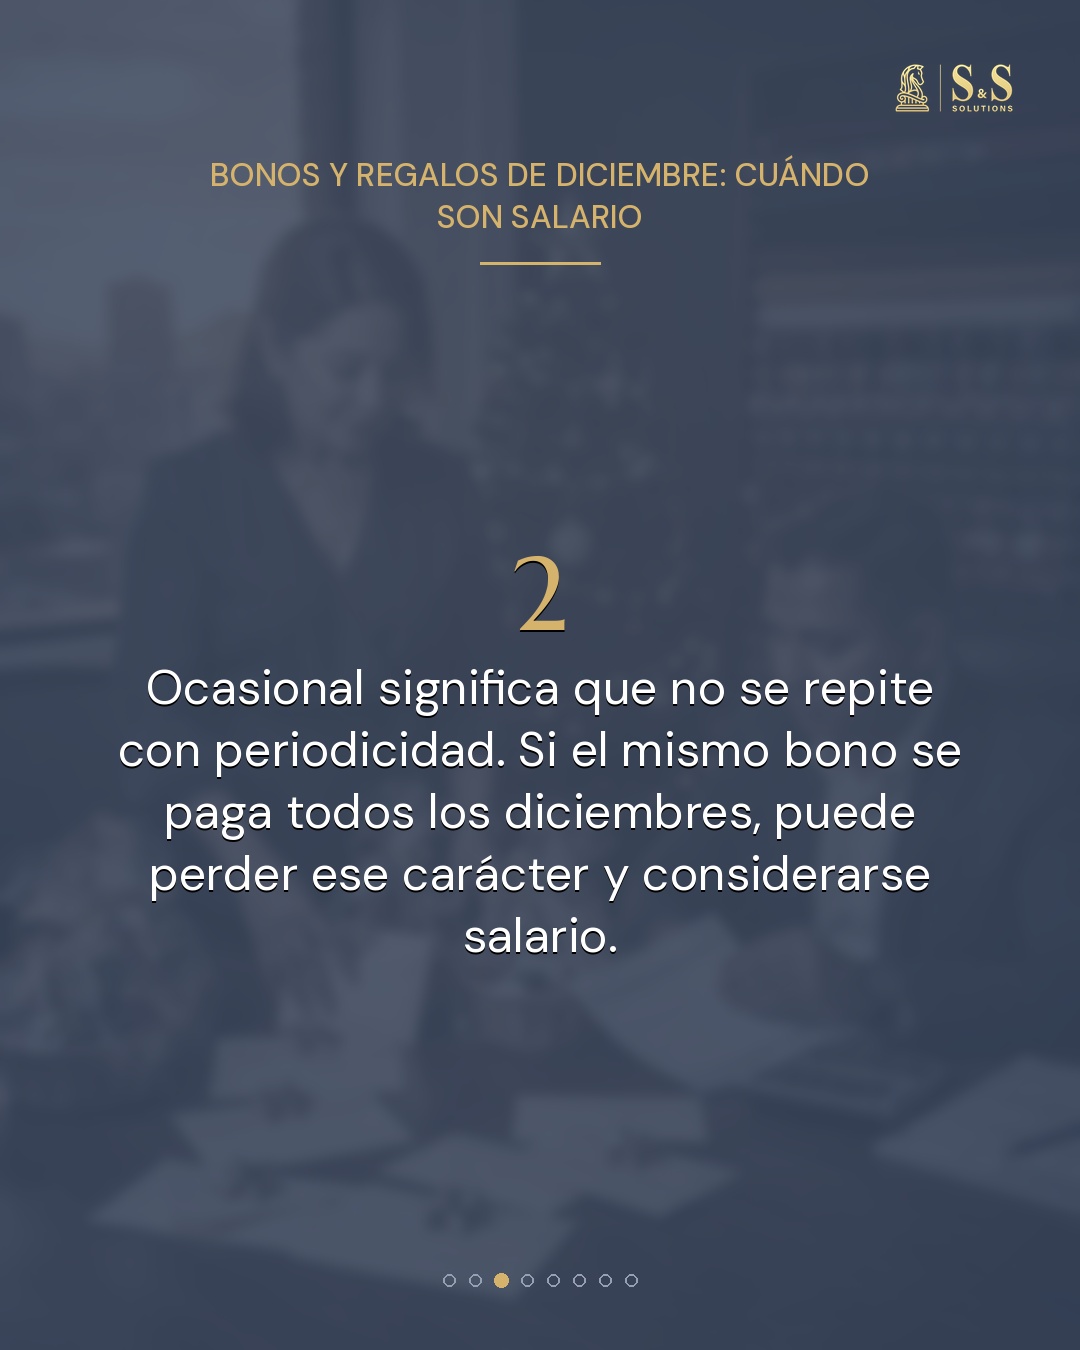 S&S
SOLUTIONS
BONOS Y REGALOS DE DICIEMBRE: CUÁNDO
SON SALARIO
2
Ocasional significa que no se repite
con periodicidad. Si el mismo bono se
paga todos los diciembres, puede
perder ese carácter y considerarse
salario.